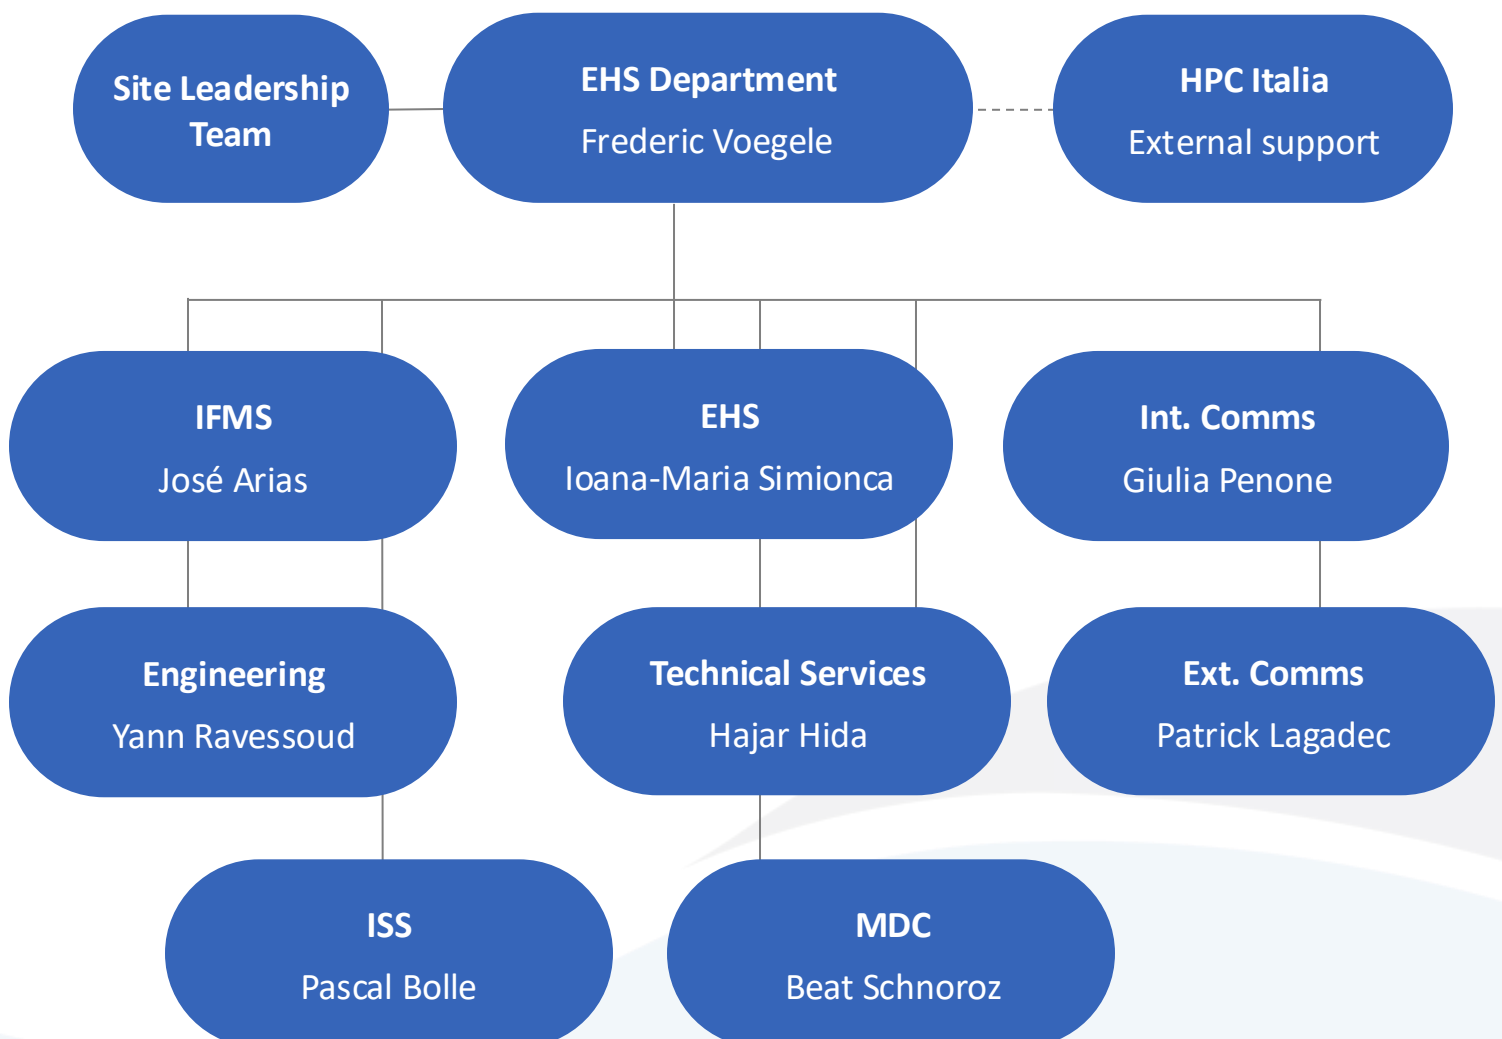 Site Leadership
Team
EHS Department
Frederic Voegele
HPC Italia
External support
IFMS
José Arias
EHS
Ioana-Maria Simionca
Int. Comms
Giulia Penone
Engineering
Yann Ravessoud
Technical Services
Hajar Hida
Ext. Comms
Patrick Lagadec
ISS
Pascal Bolle
MDC
Beat Schnoroz